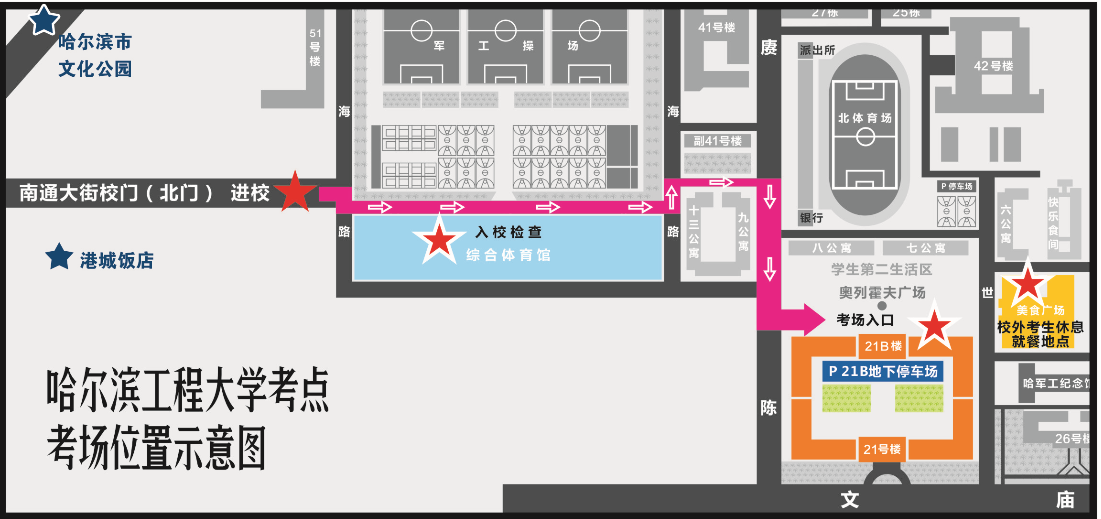 哈尔滨市
文化公园
51号楼
军 工 操 场
41号楼
赓
27栋
25栋
派出所
42号楼
海
海
北体育场
副41号楼
南通大街校门（北门） 进校
P 停车场
十三公寓
九公寓
银行
六公寓
快乐食间
路
入校检查
综合体育馆
路
八公寓
七公寓
港城饭店
学生第二生活区
奥列霍夫广场
世
美食广场
考场入口
校外考生休息
就餐地点
21B楼
P 21B地下停车场
哈尔滨工程大学考点
考场位置示意图
陈
哈军工纪念馆
26号楼
21号楼
文
庙